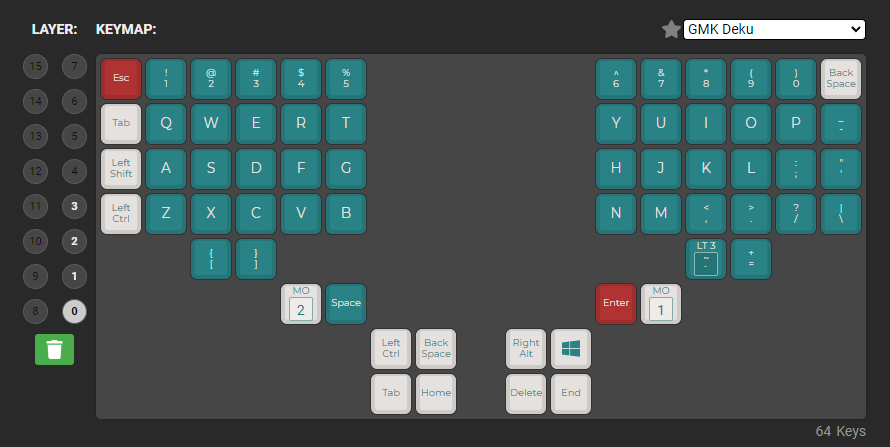 LAYER: KEYMAP: GMK Deku
15 7
14 6
13 5
12 4
11 3
10 2
9 1
8 0
Esc ! 1 @ 2 # 3 $ 4 % 5 ^ 6 & 7 * 8 ( 9 ) 0 Back Space
Tab Q W E R T Y U I O P _ -
Left Shift A S D F G H J K L : ; " '
Left Ctrl Z X C V B N M < , > . ? / | \
{ [ } ] LT 3 ~ ` + =
MO 2 Space Enter MO 1
Left Ctrl Back Space Right Alt
Tab Home Delete End
64 Keys